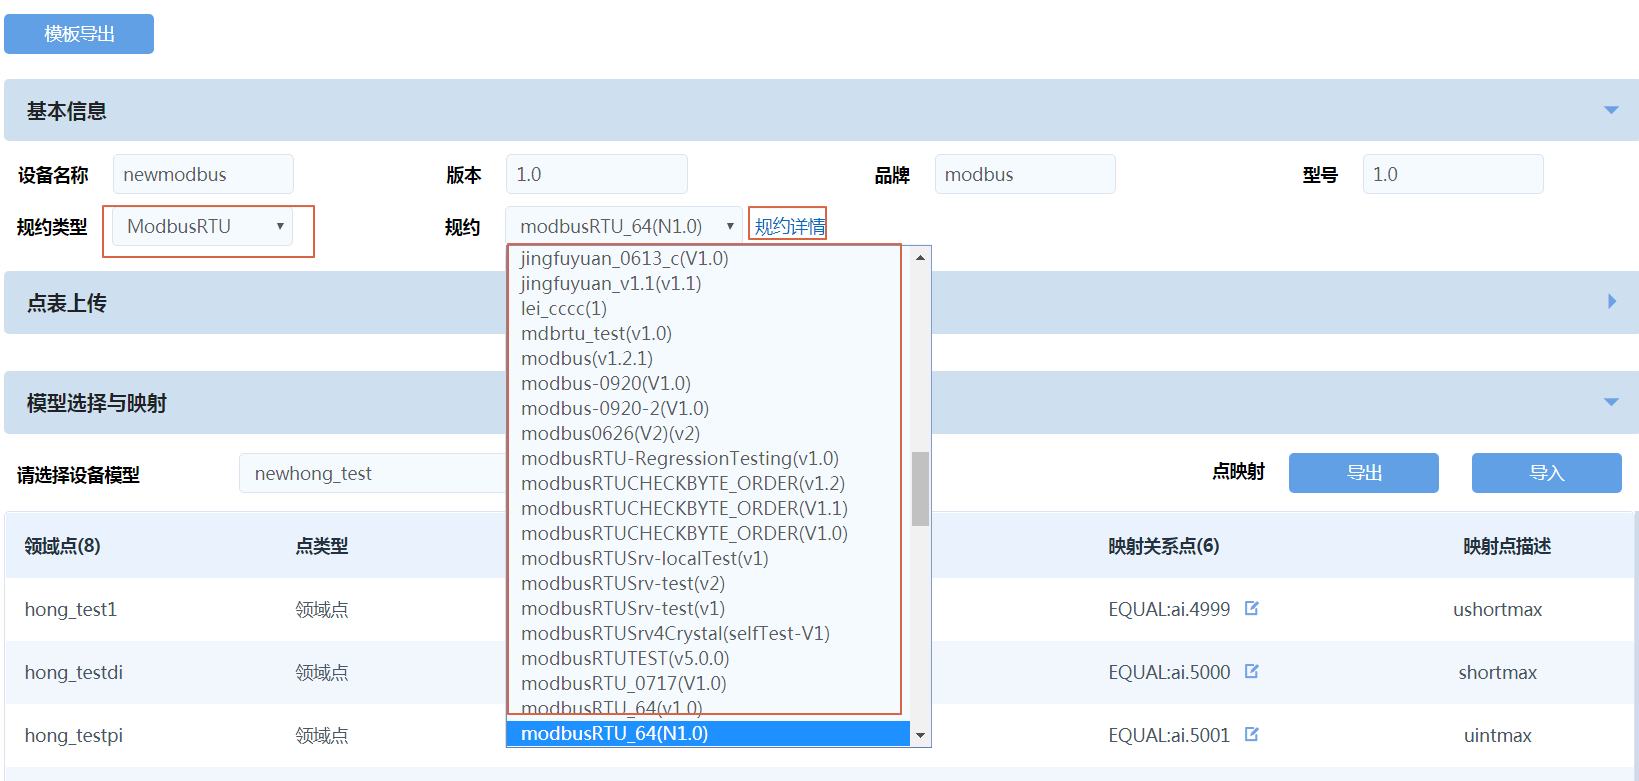 模板导出
基本信息
设备名称 newmodbus 版本 1.0 品牌 modbus 型号 1.0
规约类型 ModbusRTU 规约 modbusRTU_64(N1.0) 规约详情
jingfuyuan_0613_c(V1.0)
jingfuyuan_v1.1(v1.1)
lei_cccc(1)
mdbrtu_test(v1.0)
modbus(v1.2.1)
modbus-0920(V1.0)
modbus-0920-2(V1.0)
modbus0626(V2)(v2)
modbusRTU-RegressionTesting(v1.0)
modbusRTUCHECKBYTE_ORDER(v1.2)
modbusRTUCHECKBYTE_ORDER(V1.1)
modbusRTUCHECKBYTE_ORDER(V1.0)
modbusRTUSrv-localTest(v1)
modbusRTUSrv-test(v2)
modbusRTUSrv-test(v1)
modbusRTUSrv4Crystal(selfTest-V1)
modbusRTUTEST(v5.0.0)
modbusRTU_0717(V1.0)
modbusRTU_64(v1.0)
modbusRTU_64(N1.0)
点表上传
模型选择与映射
请选择设备模型 newhong_test 点映射 导出 导入
领域点(8) 点类型 映射关系点(6) 映射点描述
hong_test1 领域点 EQUAL:ai.4999 ushortmax
hong_testdi 领域点 EQUAL:ai.5000 shortmax
hong_testpi 领域点 EQUAL:ai.5001 uintmax